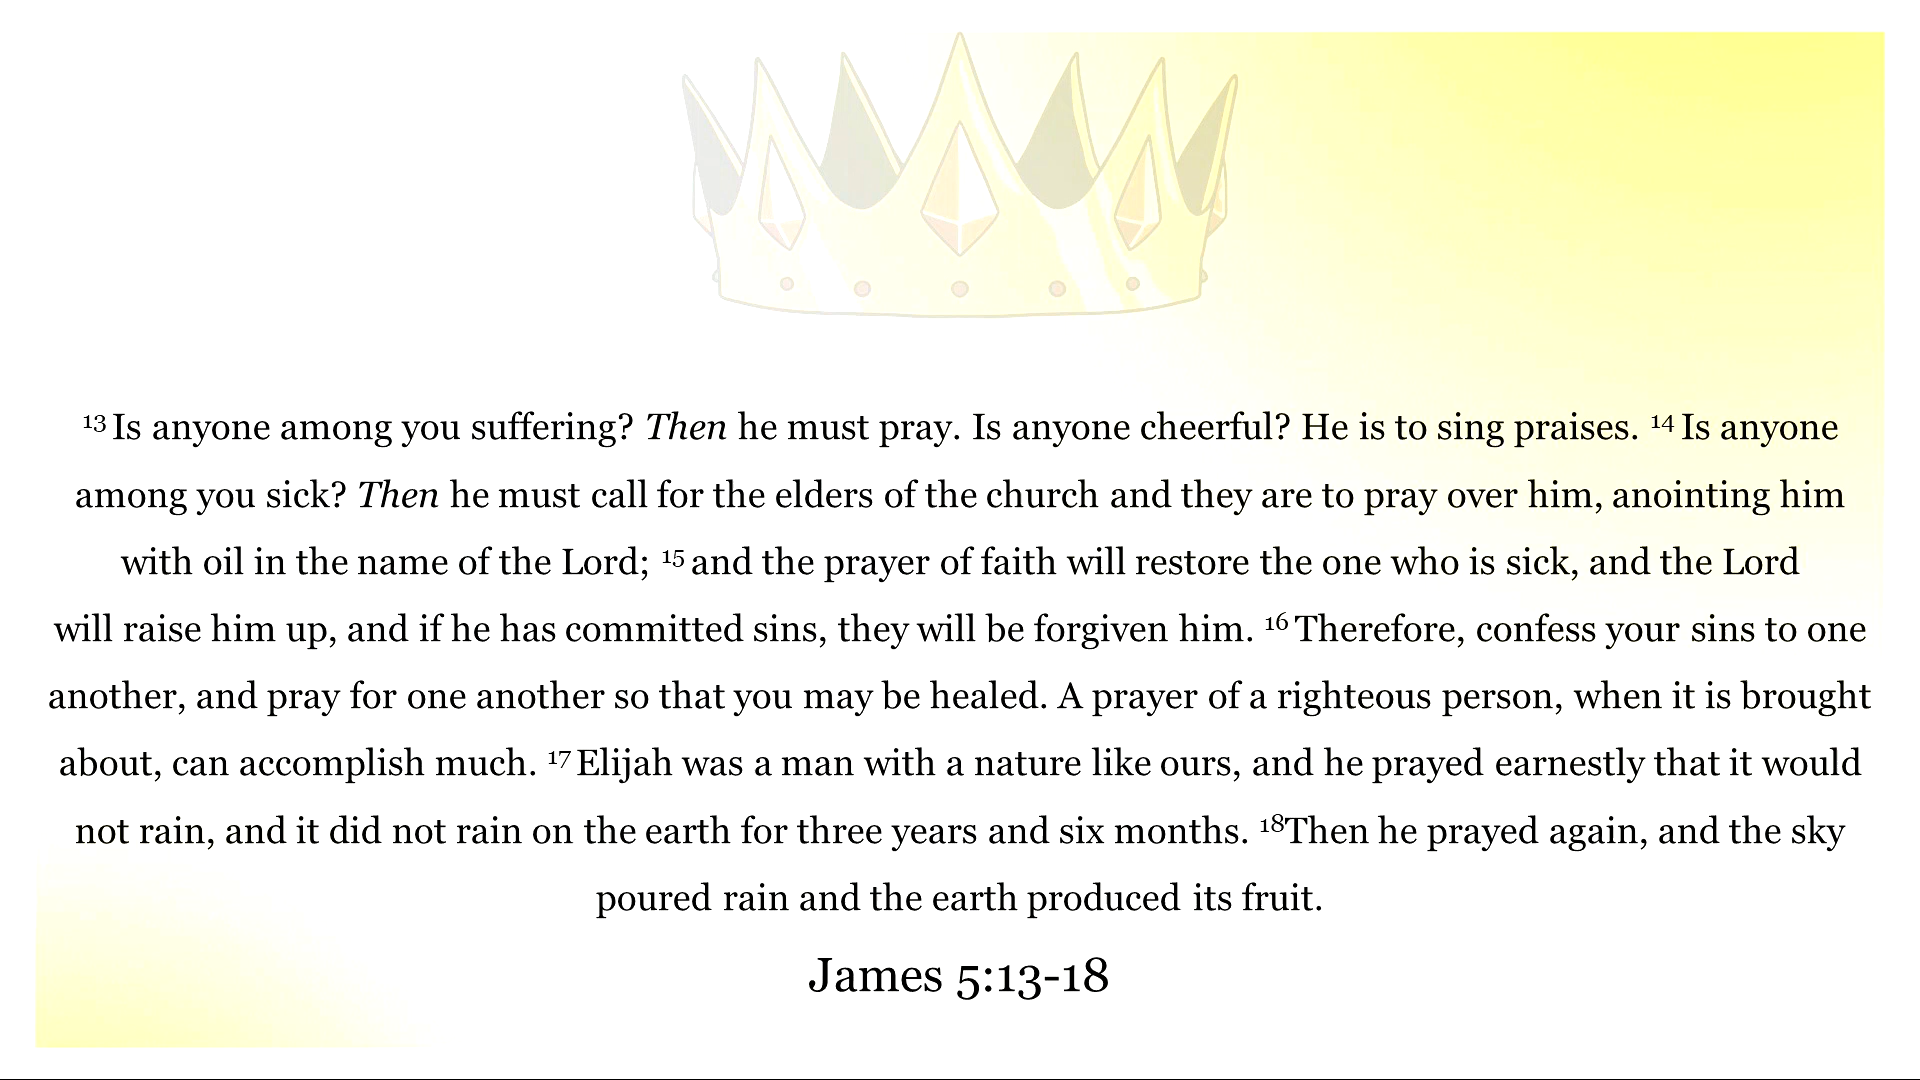 13 Is anyone among you suffering? Then he must pray. Is anyone cheerful? He is to sing praises. 14 Is anyone
among you sick? Then he must call for the elders of the church and they are to pray over him, anointing him
with oil in the name of the Lord; 15 and the prayer of faith will restore the one who is sick, and the Lord
will raise him up, and if he has committed sins, they will be forgiven him. 16 Therefore, confess your sins to one
another, and pray for one another so that you may be healed. A prayer of a righteous person, when it is brought
about, can accomplish much. 17 Elijah was a man with a nature like ours, and he prayed earnestly that it would
not rain, and it did not rain on the earth for three years and six months. 18Then he prayed again, and the sky
poured rain and the earth produced its fruit.
James 5:13-18